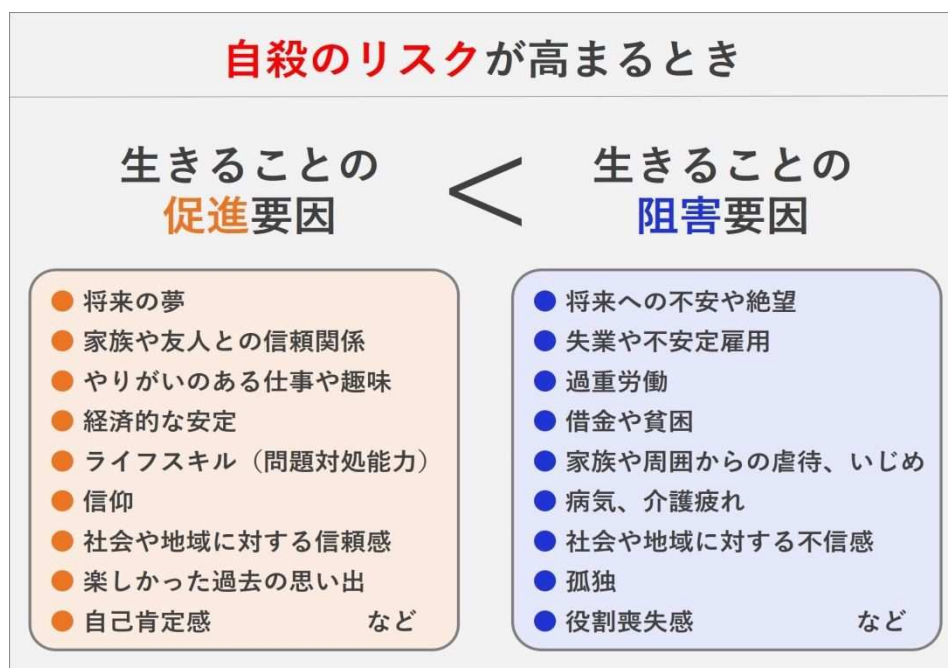 自殺のリスクが高まるとき
生きることの
促進要因
<
生きることの
阻害要因
● 将来の夢
● 家族や友人との信頼関係
● やりがいのある仕事や趣味
● 経済的な安定
● ライフスキル（問題対処能力）
● 信仰
● 社会や地域に対する信頼感
● 楽しかった過去の思い出
● 自己肯定感　など
● 将来への不安や絶望
● 失業や不安定雇用
● 過重労働
● 借金や貧困
● 家族や周囲からの虐待、いじめ
● 病気、介護疲れ
● 社会や地域に対する不信感
● 孤独
● 役割喪失感　など